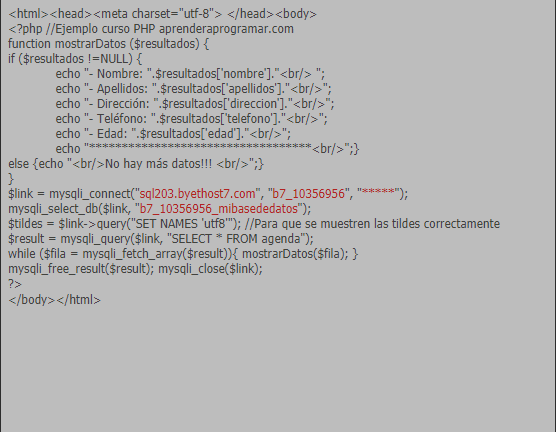 <html><head><meta charset="utf-8"> </head><body>
<?php //Ejemplo curso PHP aprenderaprogramar.com
function mostrarDatos ($resultados) {
if ($resultados !=NULL) {
echo "- Nombre: ".$resultados['nombre']."<br/> ";
echo "- Apellidos: ".$resultados['apellidos']."<br/>";
echo "- Dirección: ".$resultados['direccion']."<br/>";
echo "- Teléfono: ".$resultados['telefono']."<br/>";
echo "- Edad: ".$resultados['edad']."<br/>";
echo "**********************************<br/>";}
else {echo "<br/>No hay más datos!!! <br/>";}
}
$link = mysqli_connect("sql203.byethost7.com", "b7_10356956", "*****");
mysqli_select_db($link, "b7_10356956_mibasededatos");
$tildes = $link->query("SET NAMES 'utf8'"); //Para que se muestren las tildes correctamente
$result = mysqli_query($link, "SELECT * FROM agenda");
while ($fila = mysqli_fetch_array($result)){ mostrarDatos($fila); }
mysqli_free_result($result); mysqli_close($link);
?>
</body></html>